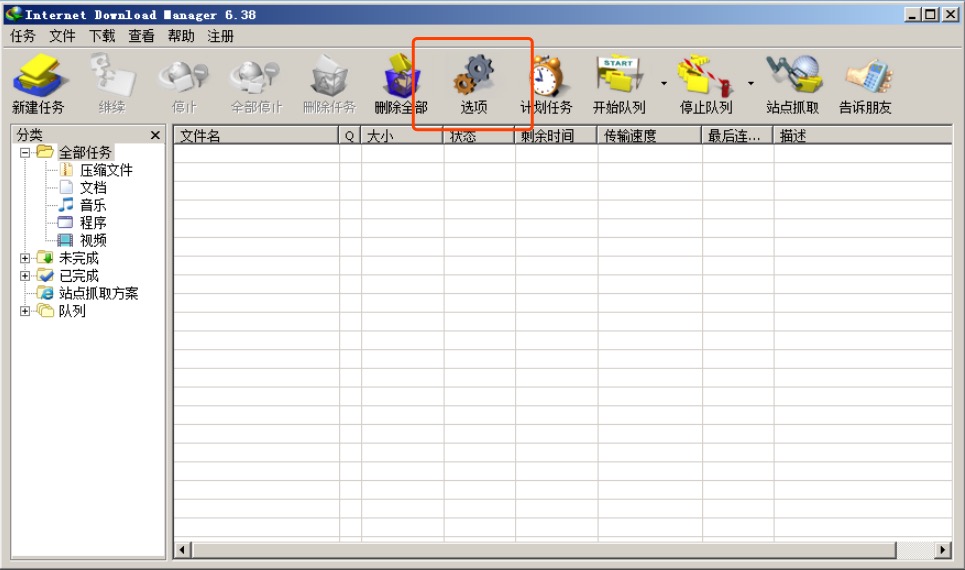 Internet Download Manager 6.38
任务 文件 下载 查看 帮助 注册
START
新建任务 继续 停止 全部停止 删除任务 删除全部 选项 计划任务 开始队列 停止队列 站点抓取 告诉朋友
分类 文件名 Q 大小 状态 剩余时间 传输速度 最后连... 描述
全部任务
压缩文件
文档
音乐
程序
视频
未完成
已完成
站点抓取方案
队列